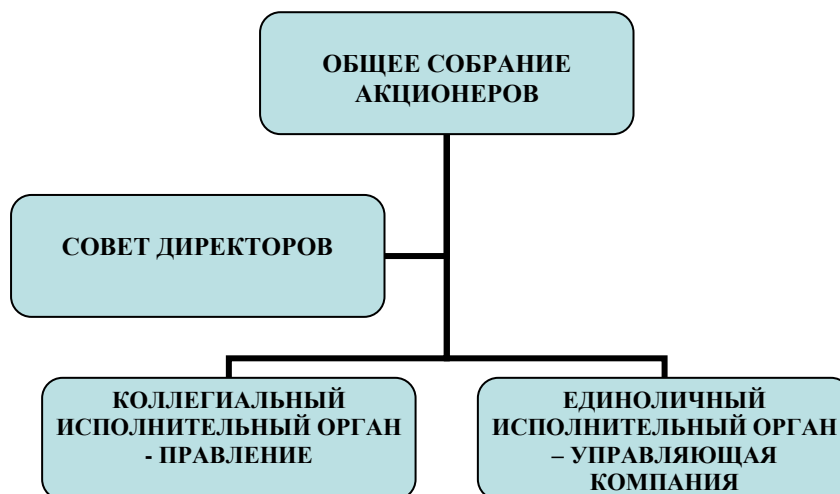 ОБЩЕЕ СОБРАНИЕ
АКЦИОНЕРОВ
СОВЕТ ДИРЕКТОРОВ
КОЛЛЕГИАЛЬНЫЙ
ИСПОЛНИТЕЛЬНЫЙ ОРГАН
- ПРАВЛЕНИЕ
ЕДИНОЛИЧНЫЙ
ИСПОЛНИТЕЛЬНЫЙ ОРГАН
– УПРАВЛЯЮЩАЯ
КОМПАНИЯ